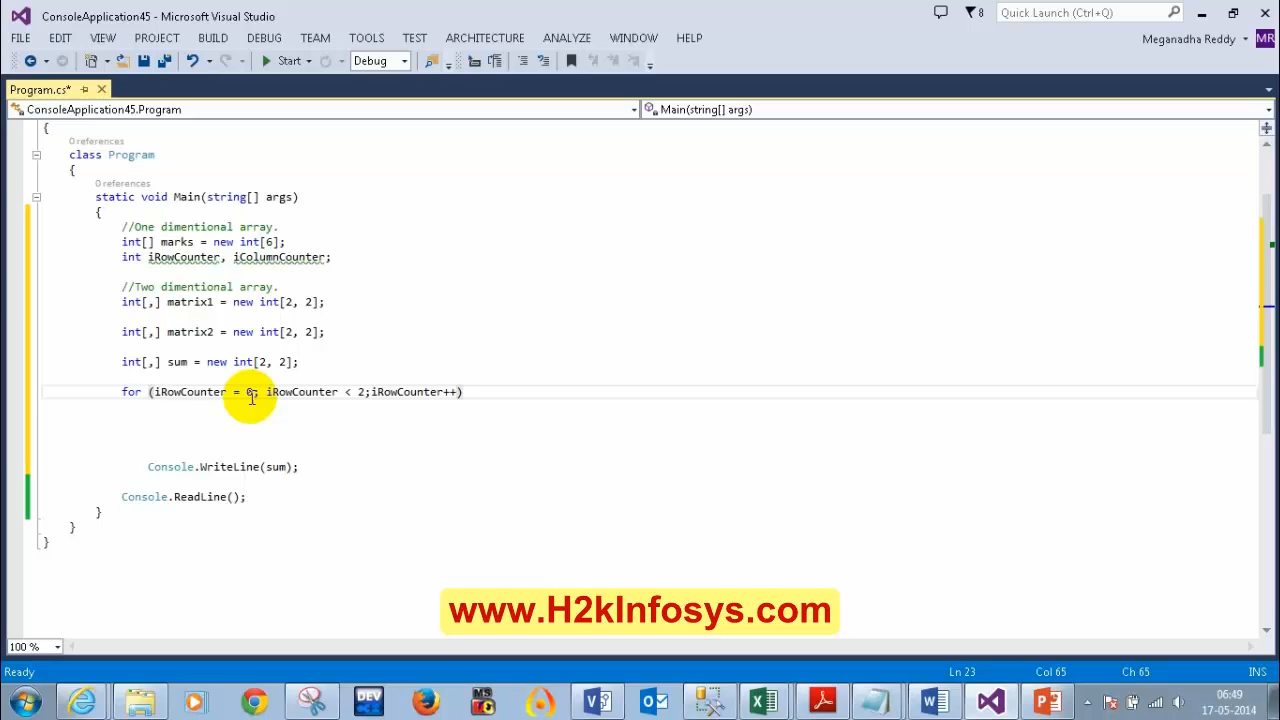 ConsoleApplication45 - Microsoft Visual Studio
8
Quick Launch (Ctrl+Q)
FILE EDIT VIEW PROJECT BUILD DEBUG TEAM TOOLS TEST ARCHITECTURE ANALYZE WINDOW HELP
Meganadha Reddy MR
Start Debug
Program.cs*
ConsoleApplication45.Program
Main(string[] args)
{
0 references
class Program
{
0 references
static void Main(string[] args)
{
//One dimentional array.
int[] marks = new int[6];
int iRowCounter, iColumnCounter;
//Two dimentional array.
int[,] matrix1 = new int[2, 2];
int[,] matrix2 = new int[2, 2];
int[,] sum = new int[2, 2];
for (iRowCounter = 0; iRowCounter < 2;iRowCounter++)
Console.WriteLine(sum);
Console.ReadLine();
}
}
}
www.H2kInfosys.com
100 %
Ready
Ln 23 Col 65 Ch 65 INS
DEV
MS
06:49
17-05-2014